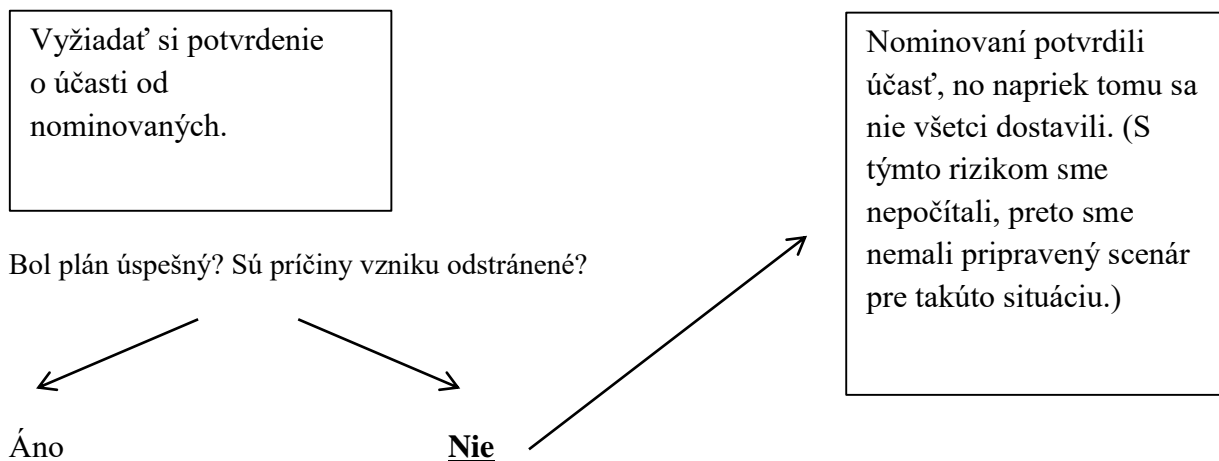 Vyžiadať si potvrdenie
o účasti od
nominovaných.
Nominovaní potvrdili
účasť, no napriek tomu sa
nie všetci dostavili. (S
týmto rizikom sme
nepočítali, preto sme
nemali pripravený scenár
pre takúto situáciu.)
Bol plán úspešný? Sú príčiny vzniku odstránené?
Áno
Nie